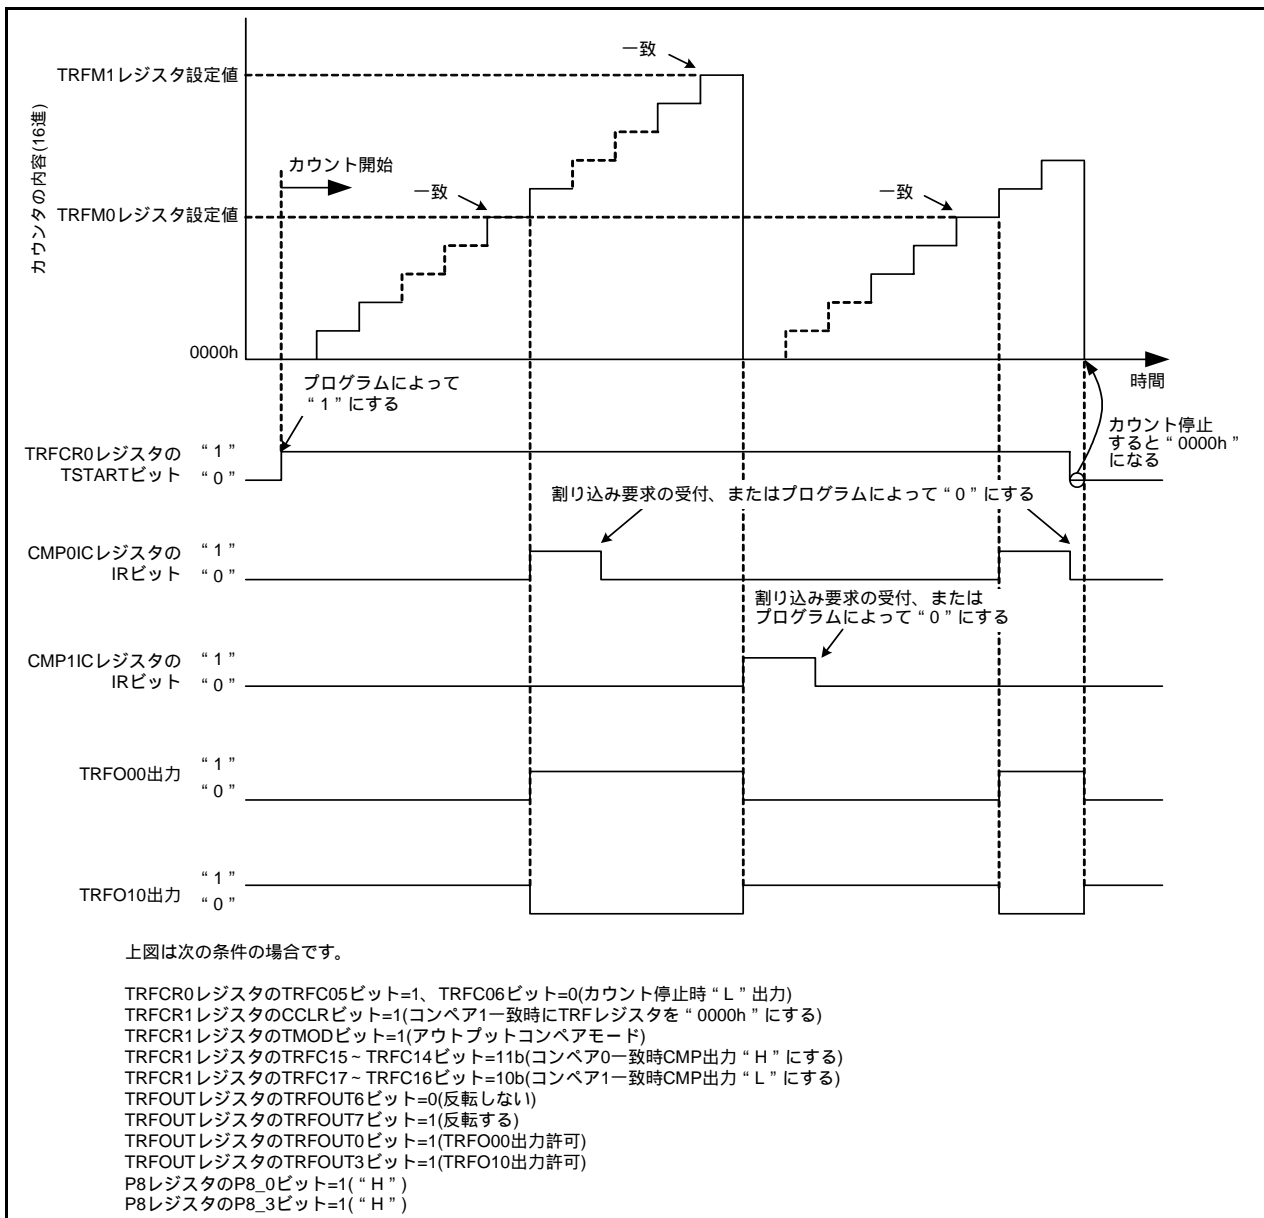 カウンタの内容(16進)
一致
TRFM1レジスタ設定値
カウント開始
一致
一致
TRFM0レジスタ設定値
0000h
時間
プログラムによって
“ 1 ” にする
カウント停止
すると “ 0000h ”
になる
TRFCR0レジスタの “ 1 ”
TSTARTビット “ 0 ”
割り込み要求の受付、またはプログラムによって “ 0 ” にする
CMP0ICレジスタの “ 1 ”
IRビット “ 0 ”
割り込み要求の受付、または
プログラムによって “ 0 ” にする
CMP1ICレジスタの “ 1 ”
IRビット “ 0 ”
TRFO00出力 “ 1 ”
“ 0 ”
TRFO10出力 “ 1 ”
“ 0 ”
上図は次の条件の場合です。
TRFCR0レジスタのTRFC05ビット=1、TRFC06ビット=0(カウント停止時 “ L ” 出力)
TRFCR1レジスタのCCLRビット=1(コンペア1一致時にTRFレジスタを “ 0000h ” にする)
TRFCR1レジスタのTMODビット=1(アウトプットコンペアモード)
TRFCR1レジスタのTRFC15 ~ TRFC14ビット=11b(コンペア0一致時CMP出力 “ H ” にする)
TRFCR1レジスタのTRFC17 ~ TRFC16ビット=10b(コンペア1一致時CMP出力 “ L ” にする)
TRFOUTレジスタのTRFOUT6ビット=0(反転しない)
TRFOUTレジスタのTRFOUT7ビット=1(反転する)
TRFOUTレジスタのTRFOUT0ビット=1(TRFO00出力許可)
TRFOUTレジスタのTRFOUT3ビット=1(TRFO10出力許可)
P8レジスタのP8_0ビット=1( “ H ” )
P8レジスタのP8_3ビット=1( “ H ” )